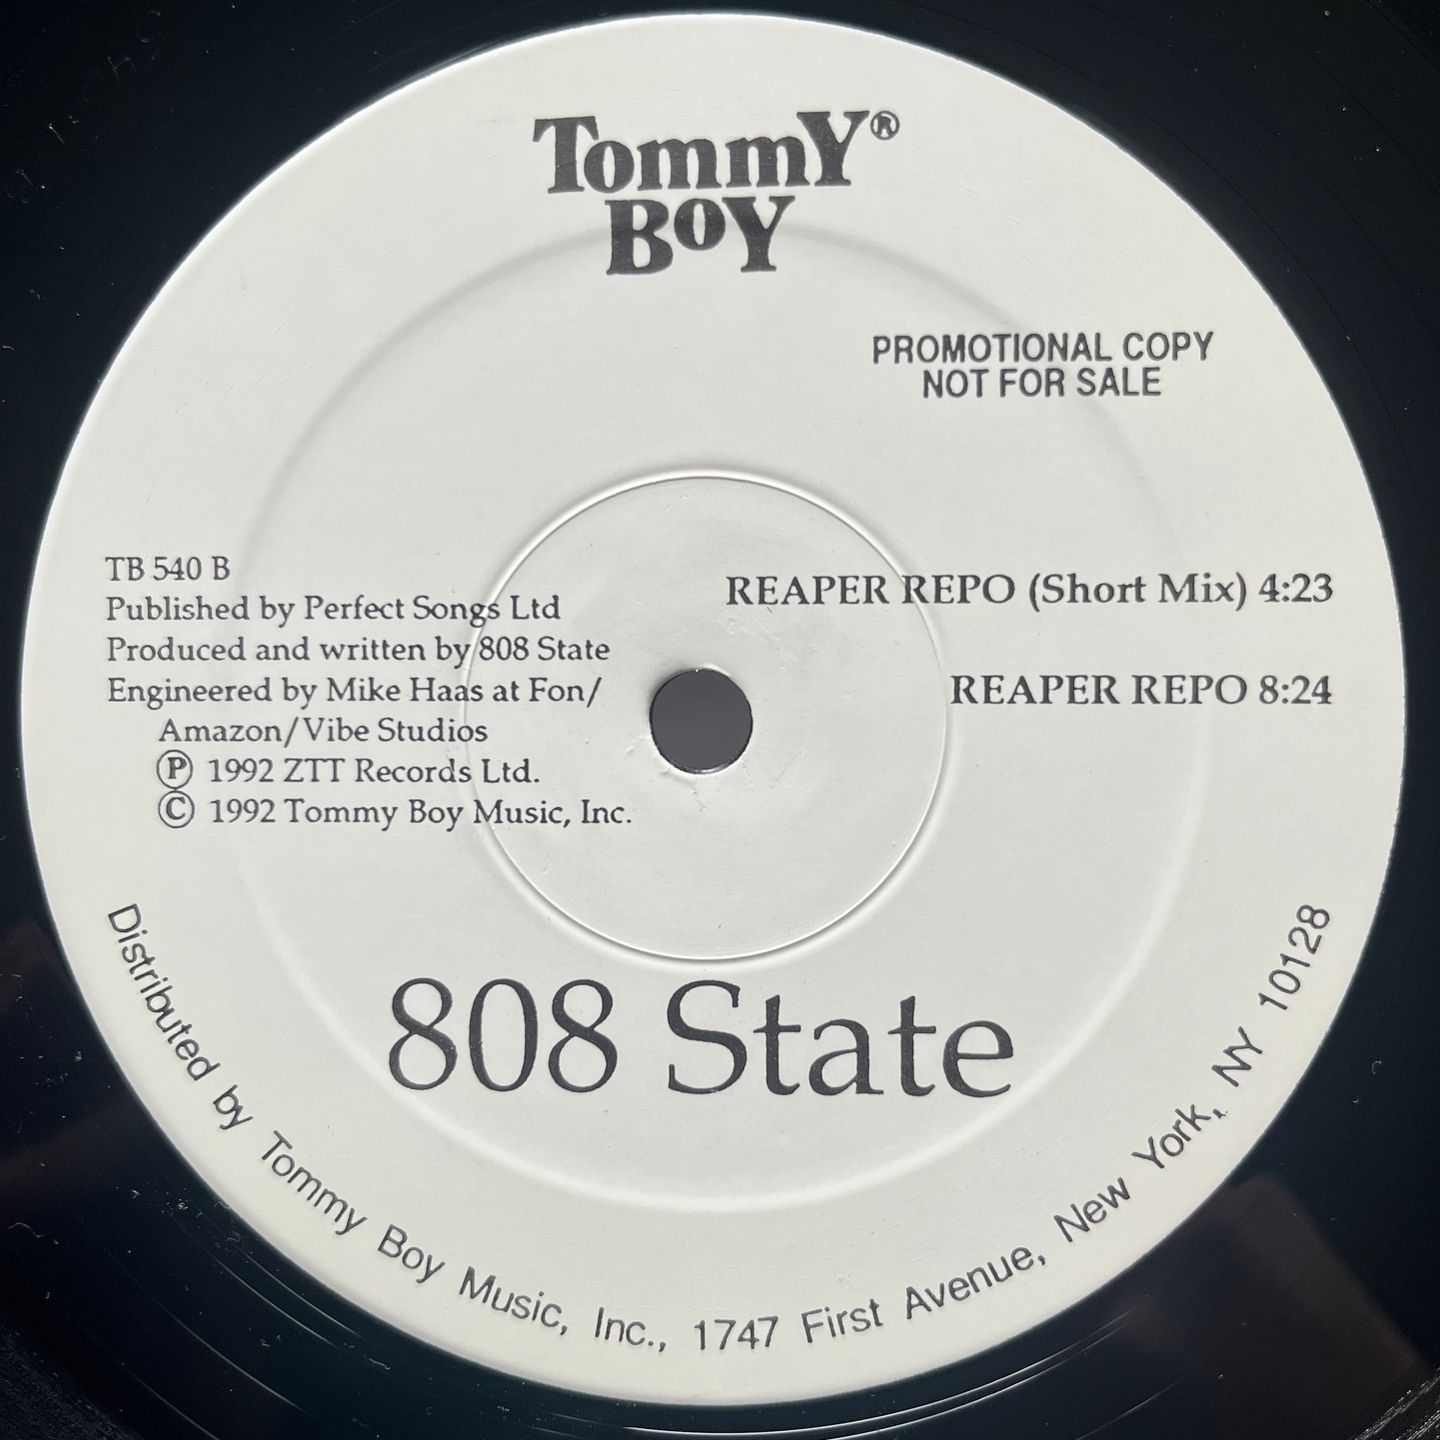 TommY®
BoY
PROMOTIONAL COPY
NOT FOR SALE
TB 540 B
Published by Perfect Songs Ltd
Produced and written by 808 State
Engineered by Mike Haas at Fon/
Amazon/Vibe Studios
Ⓟ 1992 ZTT Records Ltd.
© 1992 Tommy Boy Music, Inc.
REAPER REPO (Short Mix) 4:23
REAPER REPO 8:24
808 State
Distributed by Tommy Boy Music, Inc., 1747 First Avenue, New York, NY 10128